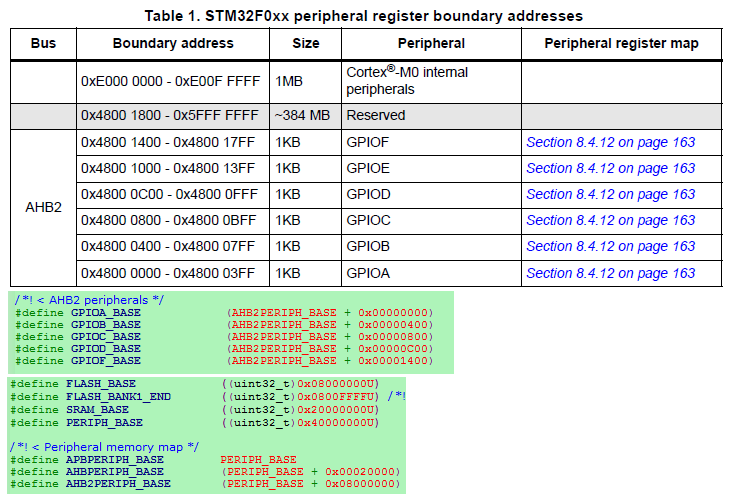 Table 1. STM32F0xx peripheral register boundary addresses
Bus Boundary address Size Peripheral Peripheral register map
0xE000 0000 - 0xE00F FFFF 1MB Cortex®-M0 internal peripherals
0x4800 1800 - 0x5FFF FFFF ~384 MB Reserved
AHB2
0x4800 1400 - 0x4800 17FF 1KB GPIOF Section 8.4.12 on page 163
0x4800 1000 - 0x4800 13FF 1KB GPIOE Section 8.4.12 on page 163
0x4800 0C00 - 0x4800 0FFF 1KB GPIOD Section 8.4.12 on page 163
0x4800 0800 - 0x4800 0BFF 1KB GPIOC Section 8.4.12 on page 163
0x4800 0400 - 0x4800 07FF 1KB GPIOB Section 8.4.12 on page 163
0x4800 0000 - 0x4800 03FF 1KB GPIOA Section 8.4.12 on page 163
/*! < AHB2 peripherals */
#define GPIOA_BASE (AHB2PERIPH_BASE + 0x00000000)
#define GPIOB_BASE (AHB2PERIPH_BASE + 0x00000400)
#define GPIOC_BASE (AHB2PERIPH_BASE + 0x00000800)
#define GPIOD_BASE (AHB2PERIPH_BASE + 0x00000C00)
#define GPIOF_BASE (AHB2PERIPH_BASE + 0x00001400)
#define FLASH_BASE ((uint32_t)0x08000000U)
#define FLASH_BANK1_END ((uint32_t)0x0800FFFFU) /*!
#define SRAM_BASE ((uint32_t)0x20000000U)
#define PERIPH_BASE ((uint32_t)0x40000000U)
/*! < Peripheral memory map */
#define APBPERIPH_BASE PERIPH_BASE
#define AHBPERIPH_BASE (PERIPH_BASE + 0x00020000)
#define AHB2PERIPH_BASE (PERIPH_BASE + 0x08000000)